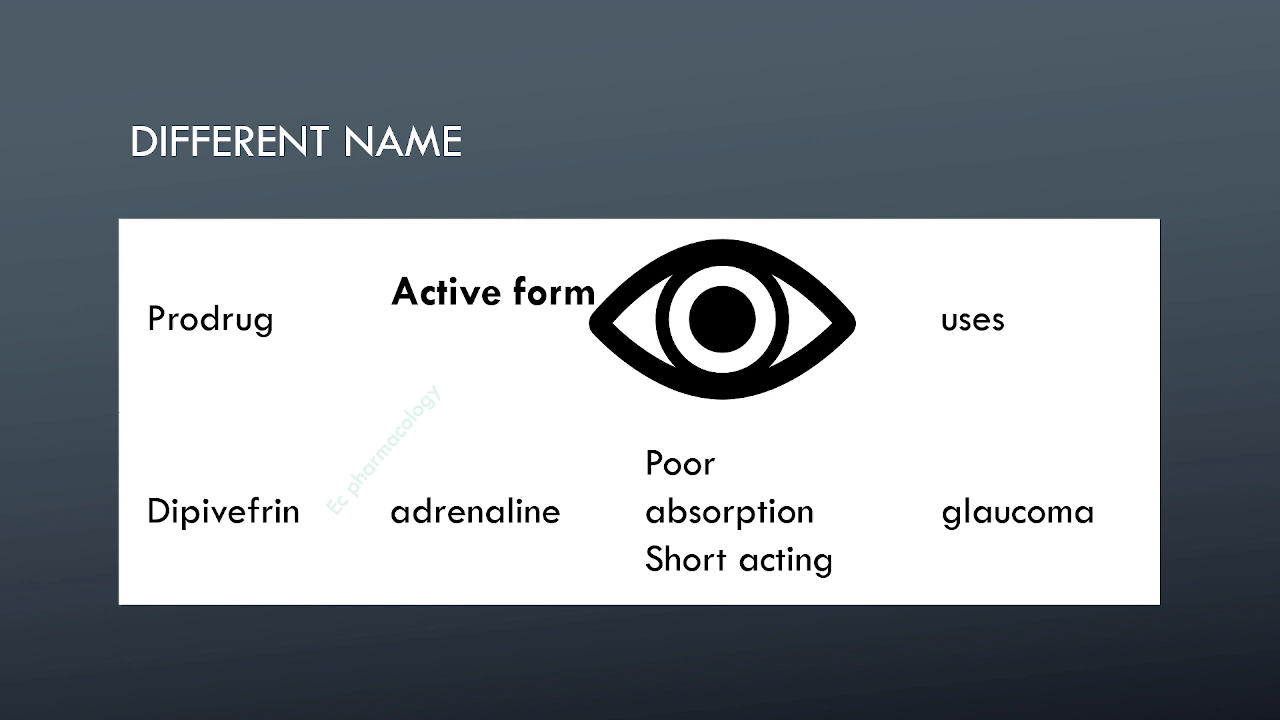 DIFFERENT NAME
Prodrug
Active form
uses
Ec pharmacology
Dipivefrin
adrenaline
Poor
absorption
Short acting
glaucoma